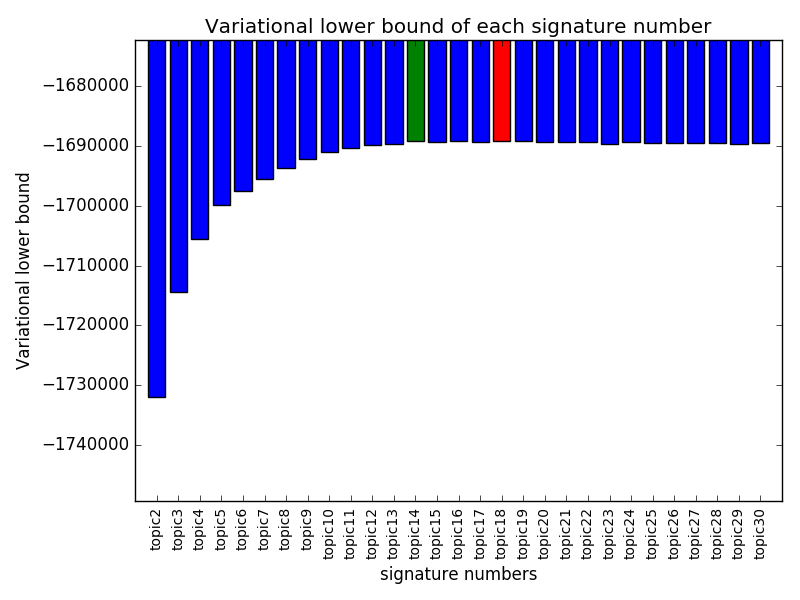 Variational lower bound of each signature number
−1680000
−1690000
−1700000
−1710000
−1720000
−1730000
−1740000
Variational lower bound
topic2
topic3
topic4
topic5
topic6
topic7
topic8
topic9
topic10
topic11
topic12
topic13
topic14
topic15
topic16
topic17
topic18
topic19
topic20
topic21
topic22
topic23
topic24
topic25
topic26
topic27
topic28
topic29
topic30
signature numbers